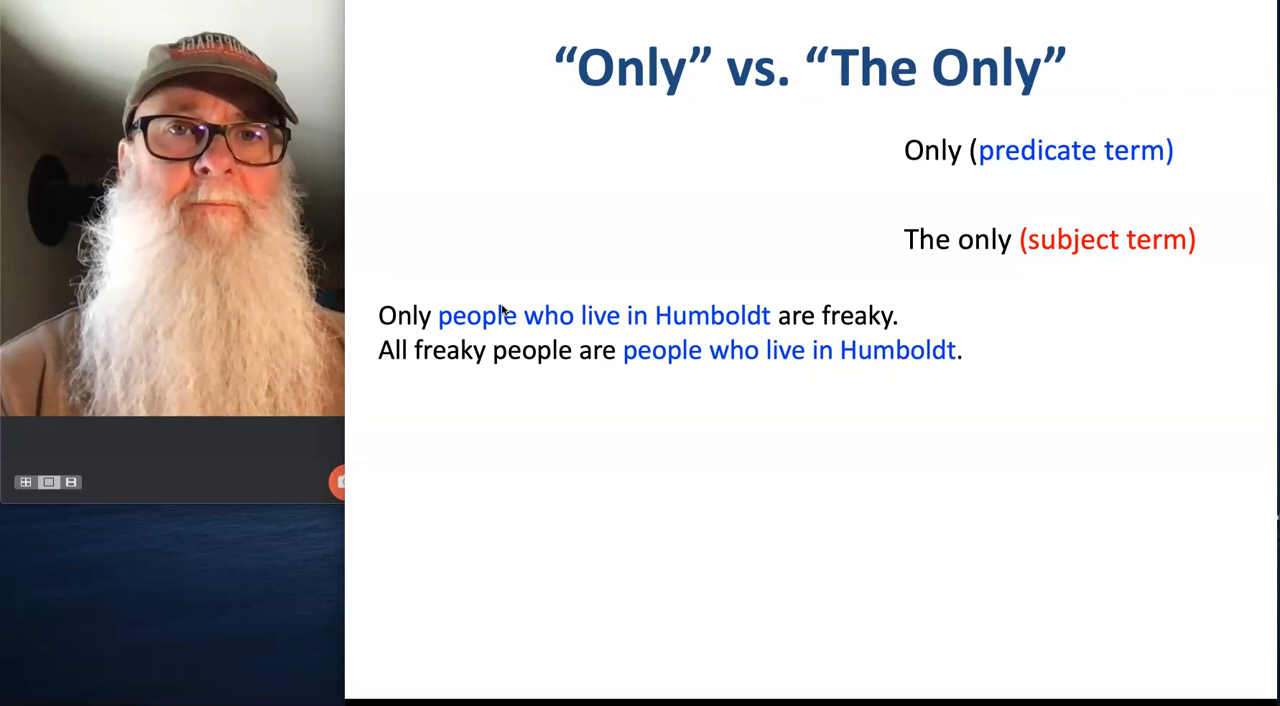 “Only” vs. “The Only”
Only (predicate term)
The only (subject term)
Only people who live in Humboldt are freaky.
All freaky people are people who live in Humboldt.